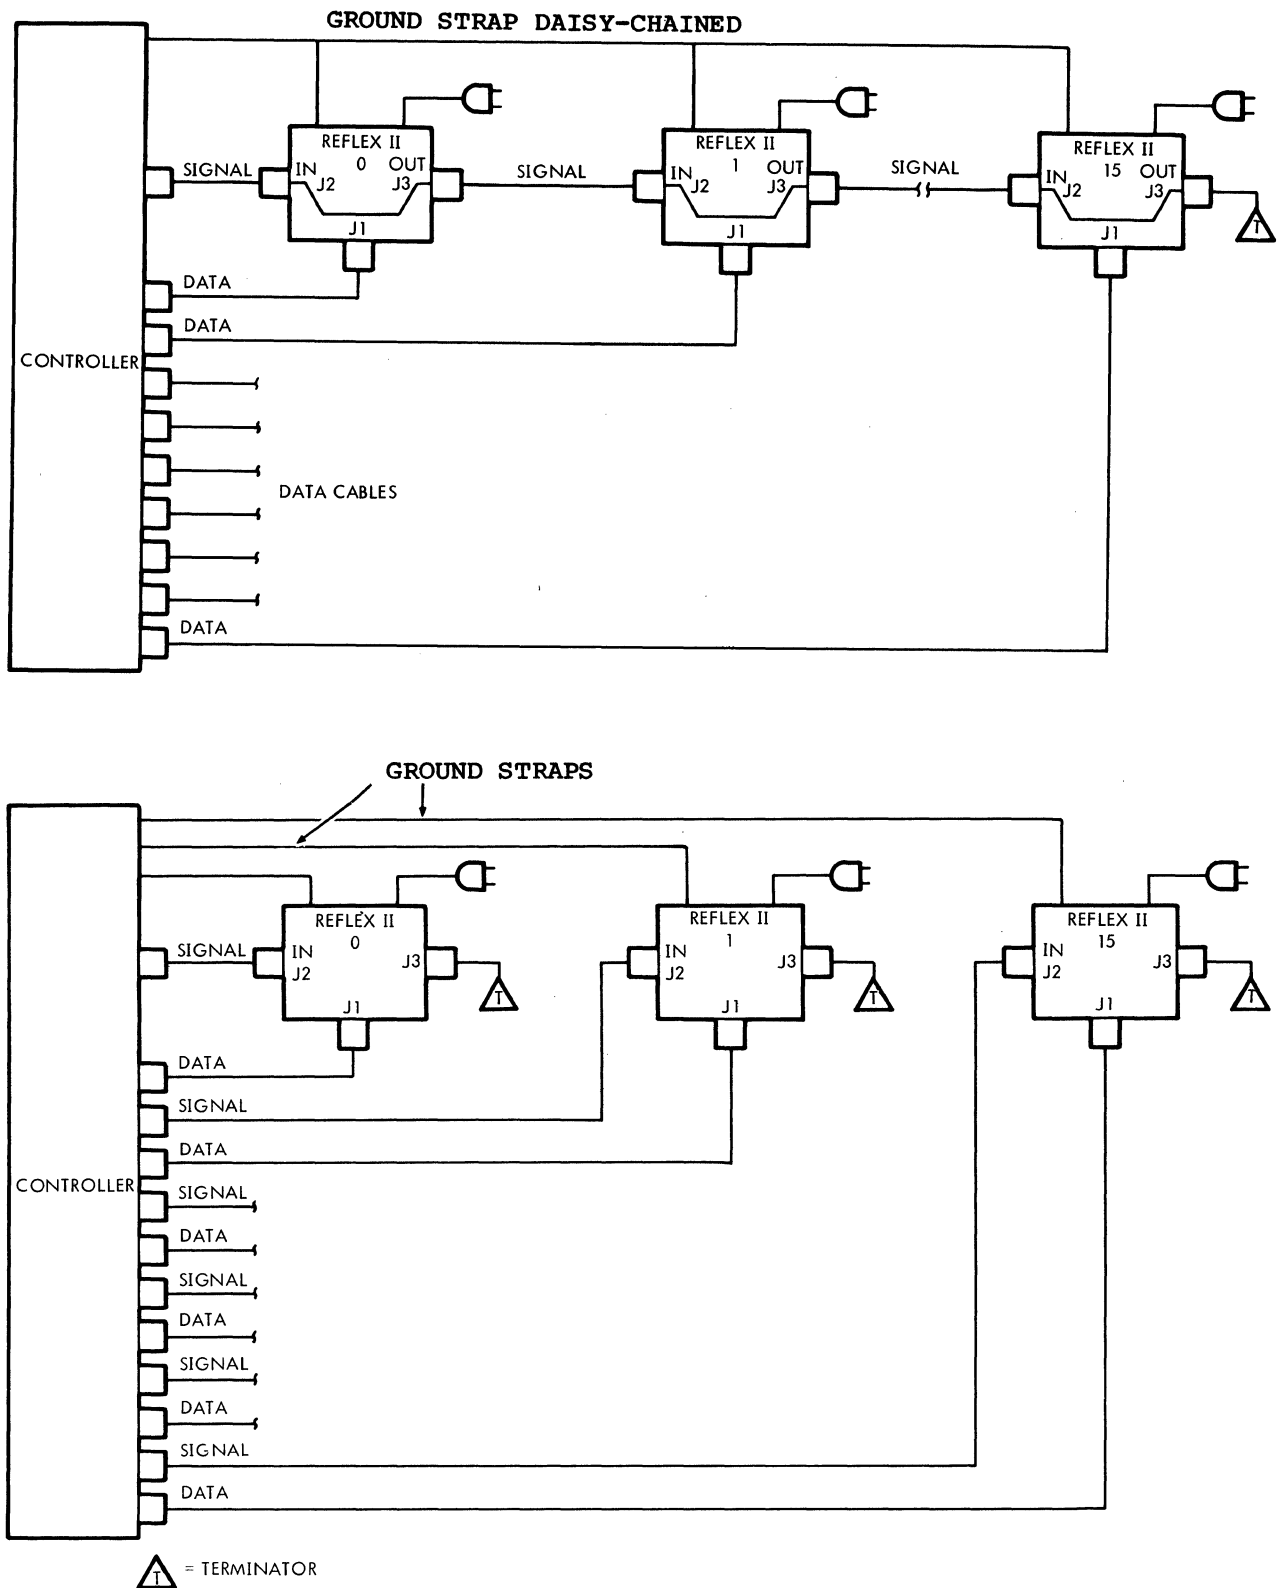 GROUND STRAP DAISY-CHAINED
REFLEX II
0
IN
OUT
J2
J3
J1
REFLEX II
1
IN
OUT
J2
J3
J1
REFLEX II
15
IN
OUT
J2
J3
J1
SIGNAL
SIGNAL
SIGNAL
T
DATA
DATA
CONTROLLER
DATA CABLES
DATA
GROUND STRAPS
REFLEX II
0
IN
J2
J3
J1
REFLEX II
1
IN
J2
J3
J1
REFLEX II
15
IN
J2
J3
J1
SIGNAL
T
T
T
DATA
SIGNAL
DATA
CONTROLLER
SIGNAL
DATA
SIGNAL
DATA
SIGNAL
DATA
SIGNAL
DATA
T = TERMINATOR